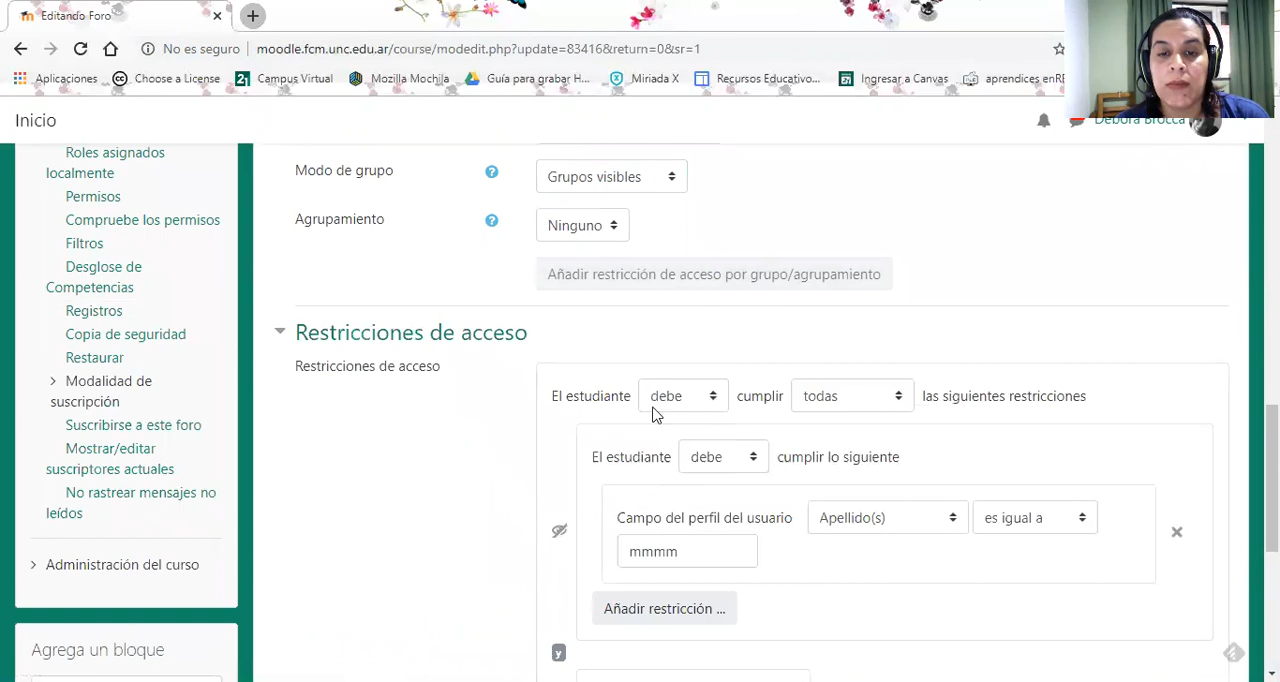 Editando Foro
No es seguro
moodle.fcm.unc.edu.ar/course/modedit.php?update=83416&return=0&sr=1
Aplicaciones
Choose a License
21
Campus Virtual
Mozilla Mochila
Guía para grabar H...
Miriada X
Recursos Educativo...
Ingresar a Canvas
aprendices enRE
Inicio
Debora Brocca
Roles asignados
localmente
Permisos
Compruebe los permisos
Filtros
Desglose de
Competencias
Registros
Copia de seguridad
Restaurar
Modalidad de
suscripción
Suscribirse a este foro
Mostrar/editar
suscriptores actuales
No rastrear mensajes no
leídos
Administración del curso
Agrega un bloque
Modo de grupo
Grupos visibles
Agrupamiento
Ninguno
Añadir restricción de acceso por grupo/agrupamiento
Restricciones de acceso
Restricciones de acceso
El estudiante debe cumplir todas las siguientes restricciones
El estudiante debe cumplir lo siguiente
Campo del perfil del usuario Apellido(s) es igual a
mmmm
Añadir restricción ...
y